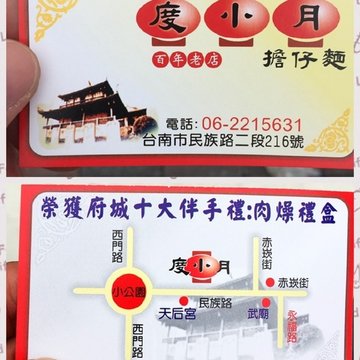 度小月
百年老店
擔仔麵
電話: 06-2215631
台南市民族路二段216號
榮獲府城十大伴手禮:肉燥禮盒
西門路
度小月
赤崁街
小公園
赤崁街
民族路
天后宮
武廟
永福路
西門路